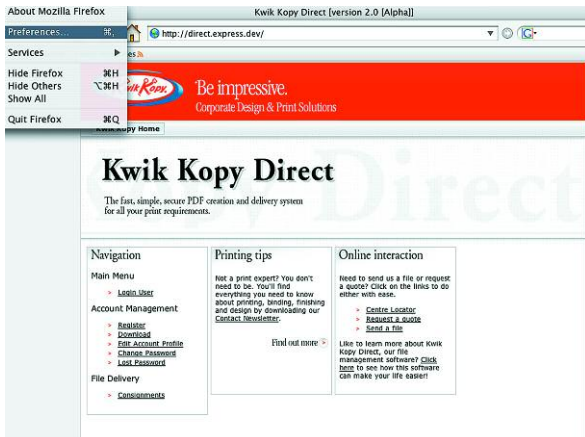 About Mozilla Firefox
Kwik Kopy Direct [version 2.0 [Alpha]]
Preferences... ⌘,
http://direct.express.dev/
Services
Hide Firefox ⌘H
Hide Others ⌥⌘H
Show All
Quit Firefox ⌘Q
Kopy.
Be impressive.
Corporate Design & Print Solutions
Kwik Kopy Home
Kwik Kopy Direct
The fast, simple, secure PDF creation and delivery system
for all your print requirements.
Navigation
Main Menu
> Login User
Account Management
> Register
> Download
> Edit Account Profile
> Change Password
> Lost Password
File Delivery
> Consignments
Printing tips
Not a print expert? You don't
need to be. You'll find
everything you need to know
about printing, binding, finishing
and design by downloading our
Contact Newsletter.
Find out more >
Online interaction
Need to send us a file or request
a quote? Click on the links to do
either with ease.
> Centre Locator
> Request a quote
> Send a file
Like to learn more about Kwik
Kopy Direct, our file
management software? Click
here to see how this software
can make your life easier!